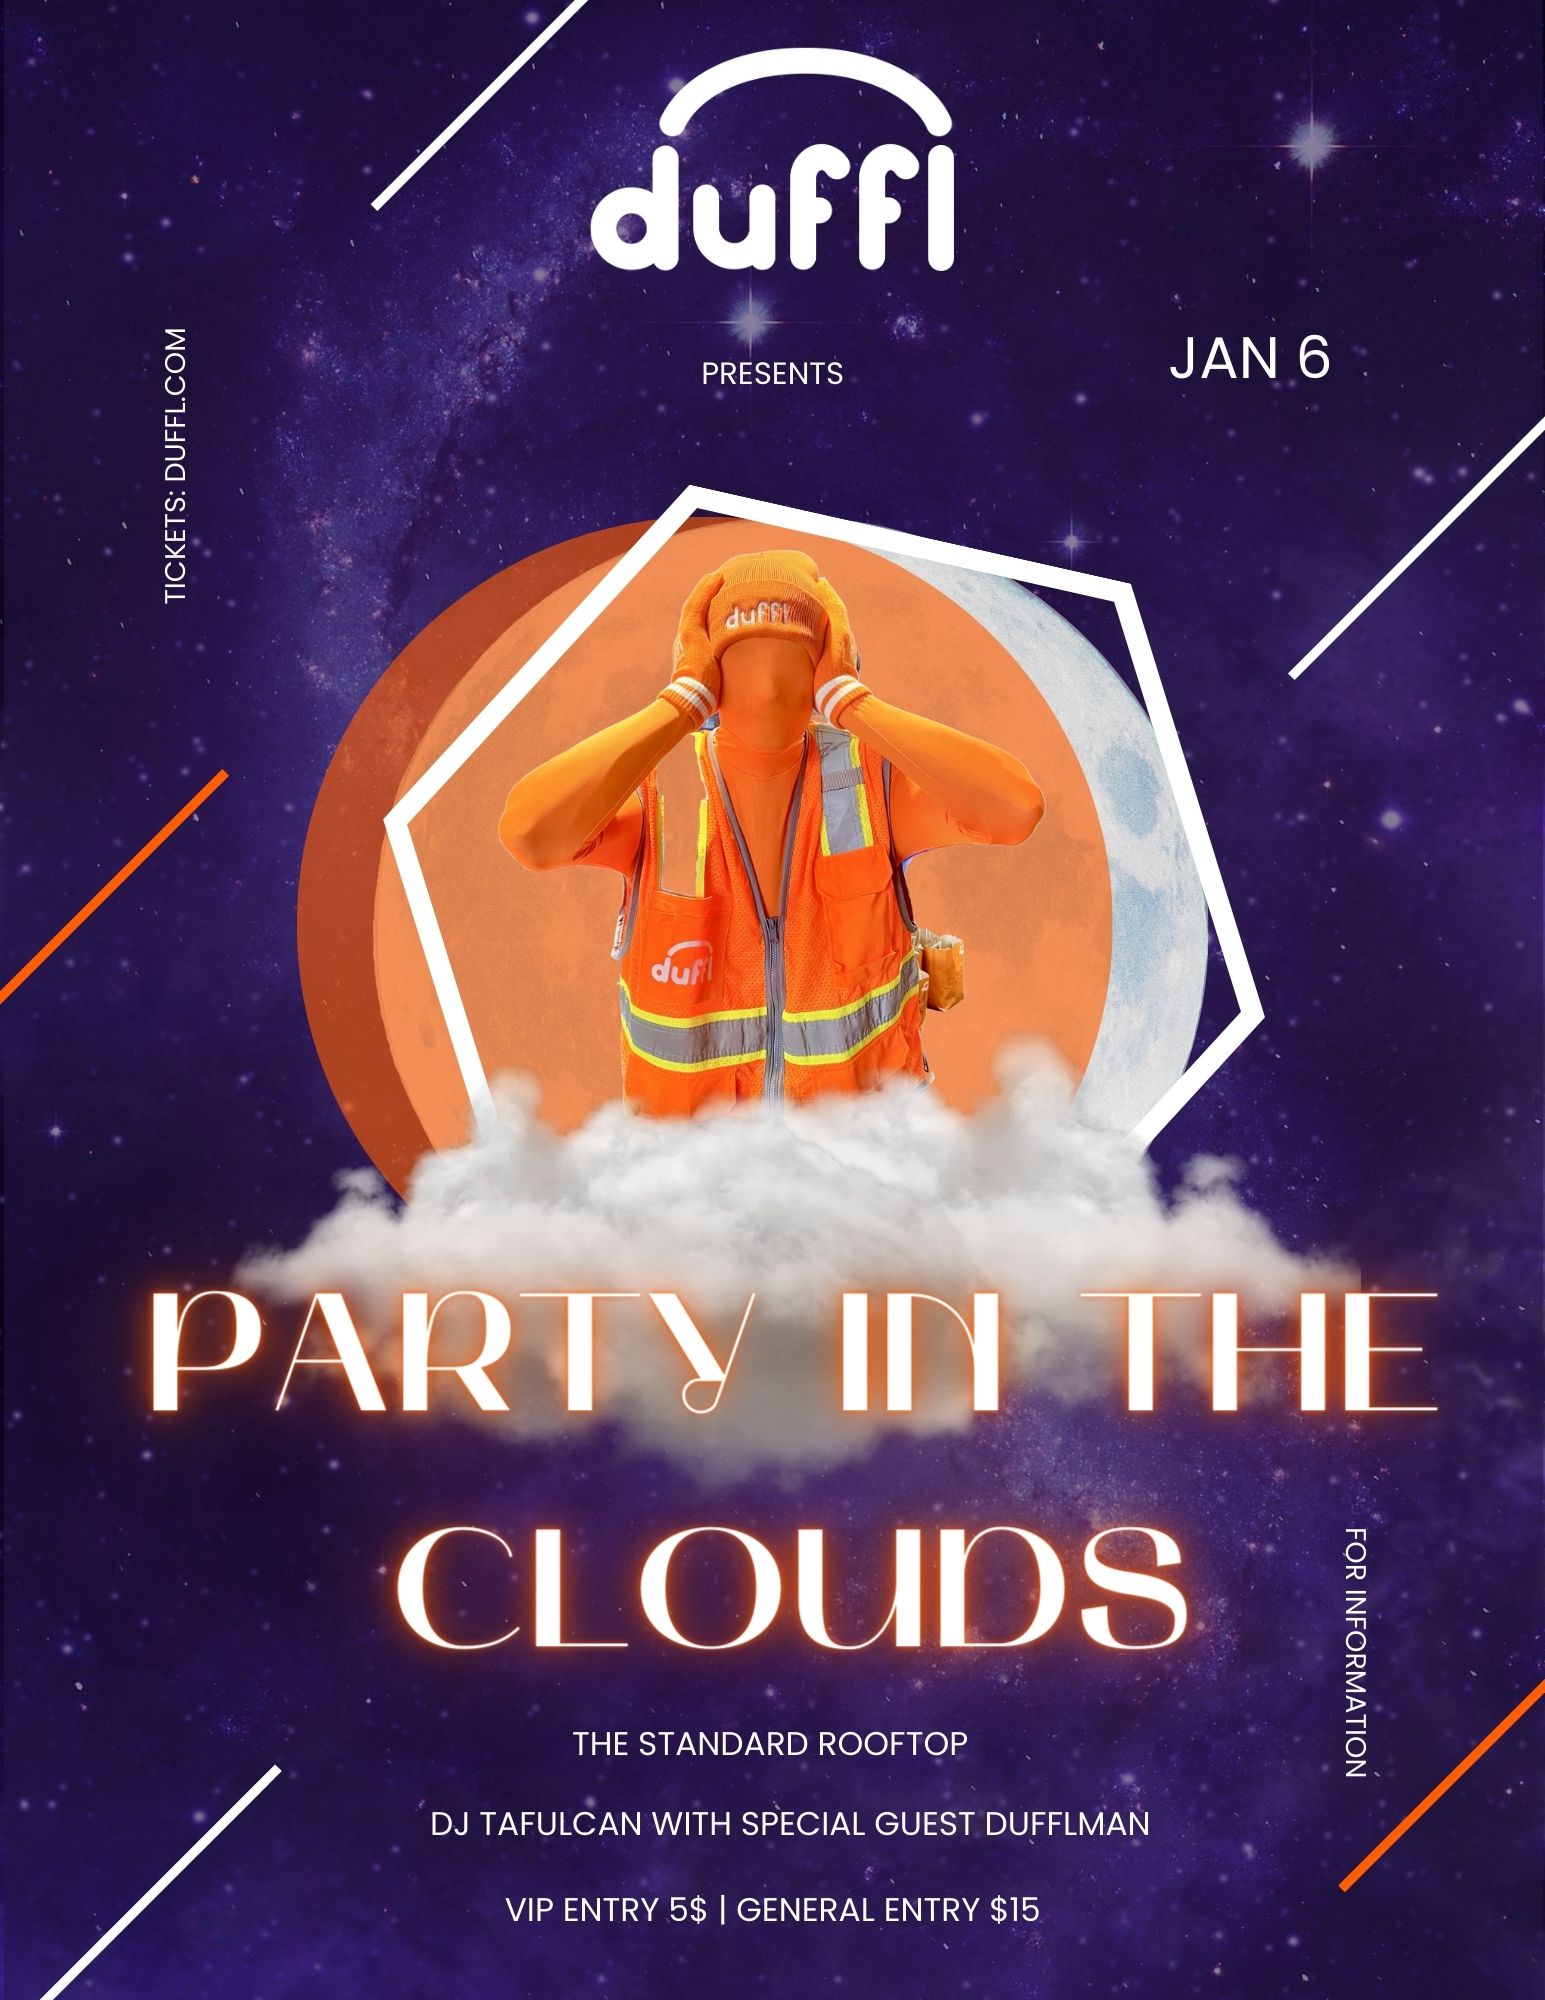 duffl
PRESENTS
JAN 6
TICKETS: DUFFL.COM
duffl
duffl
PARTY IN THE
CLOUDS
FOR INFORMATION
THE STANDARD ROOFTOP
DJ TAFULCAN WITH SPECIAL GUEST DUFFLMAN
VIP ENTRY 5$ | GENERAL ENTRY $15